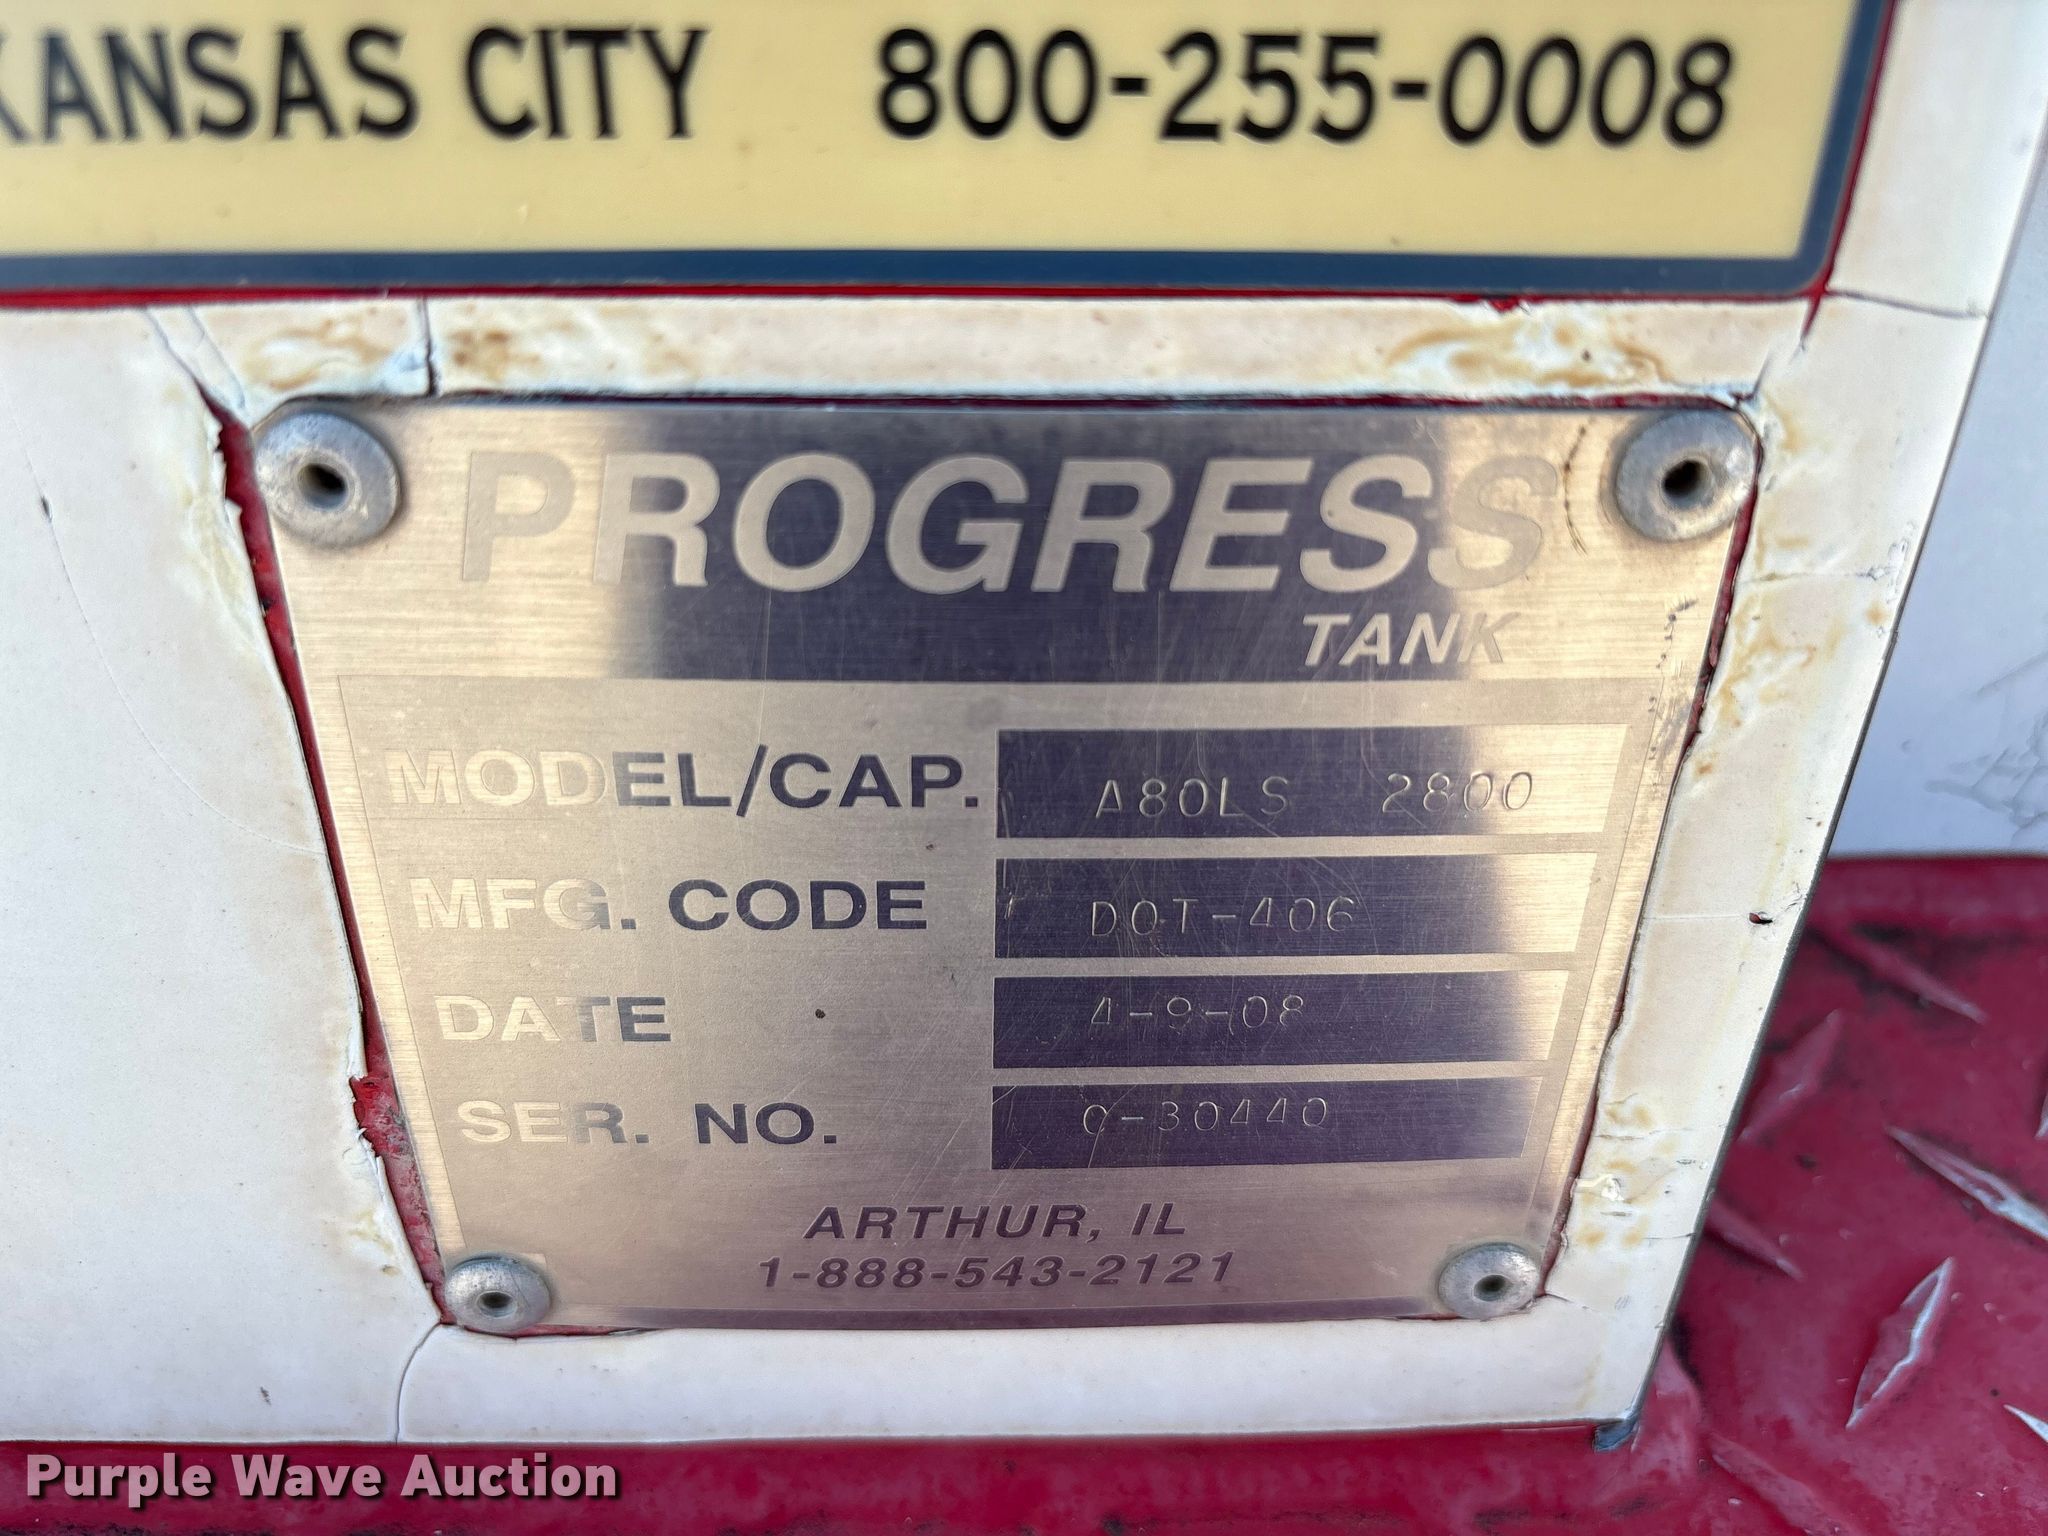 KANSAS CITY 800-255-0008
PROGRESS
TANK
MODEL/CAP. A80LS 2800
MFG. CODE DOT-406
DATE 4-9-08
SER. NO. C-30440
ARTHUR, IL
1-888-543-2121
Purple Wave Auction